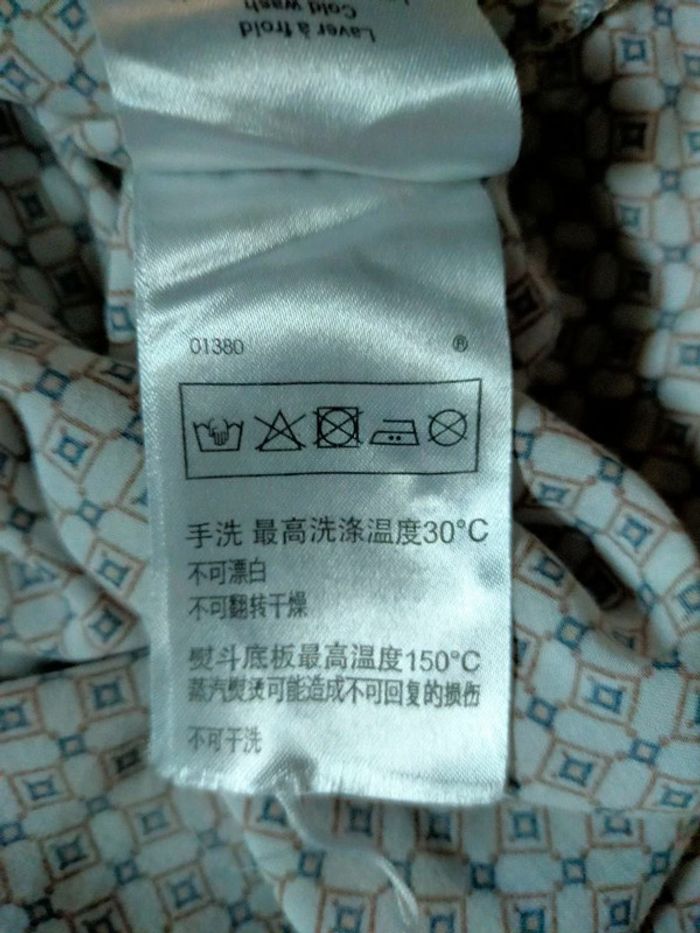 Laver à froid
Cold wash
01380 ®
手洗 最高洗涤温度30°C
不可漂白
不可翻转干燥
熨斗底板最高温度150°C
蒸汽熨烫可能造成不可回复的损伤
不可干洗